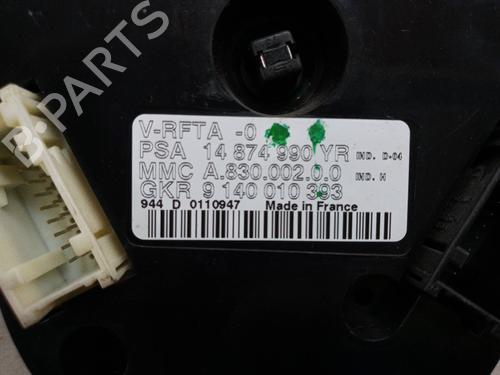 V-RFTA -0
PSA 14 874 990 YR IND. D-04
MMC A.830.002.0.0 IND. H
GKR 9 140 010 393
944 D 0110947 Made in France
B-PARTS